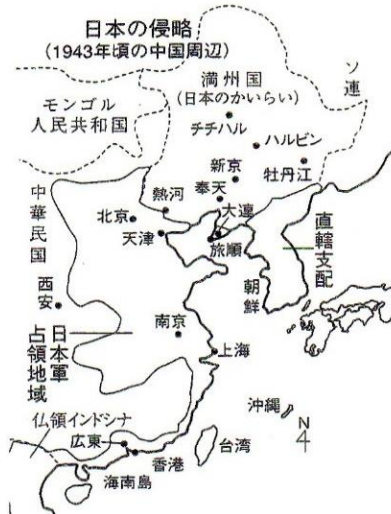 日本の侵略
(1943年頃の中国周辺)
ソ連
満州国
(日本のかいらい)
モンゴル
人民共和国
チチハル
ハルビン
新京
牡丹江
奉天
熱河
大連
北京
天津
旅順
中華民国
直轄支配
朝鮮
西安
日本軍
占領地域
南京
上海
沖縄
N
4
仏領インドシナ
広東
香港
台湾
海南島